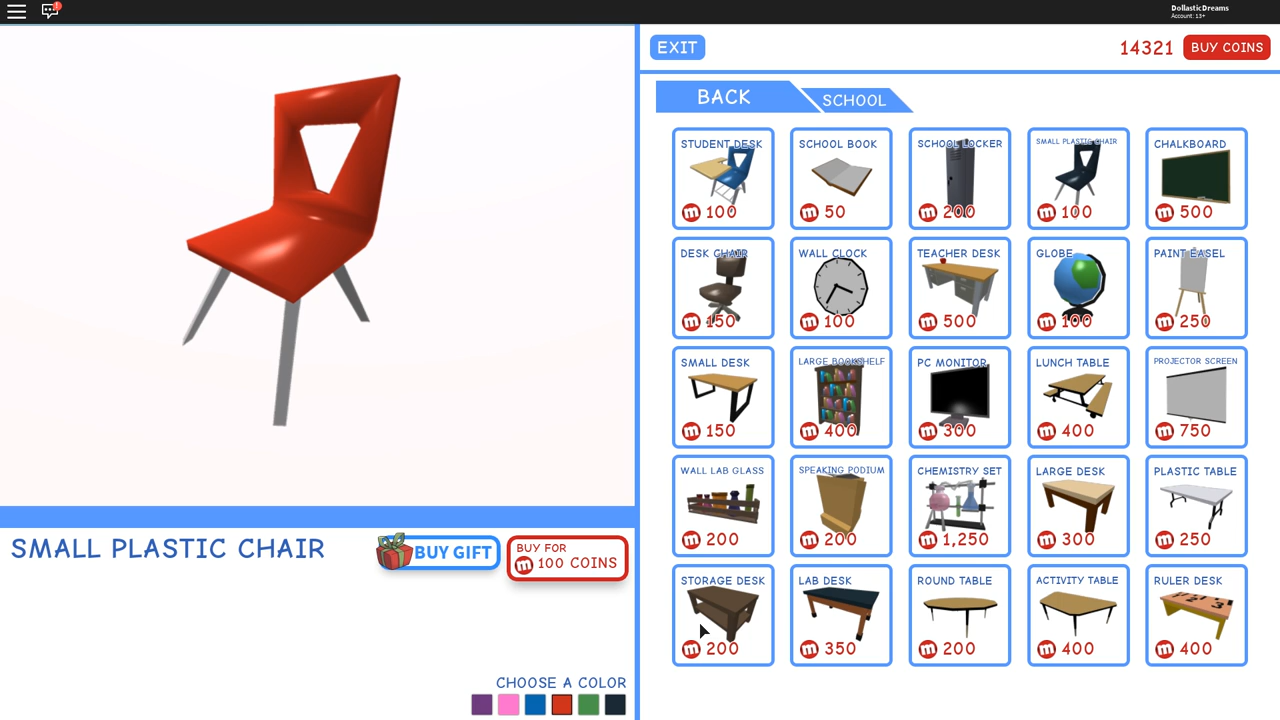 DollasticDreams
Account: 13+
EXIT
14321
BUY COINS
BACK
SCHOOL
STUDENT DESK
100
SCHOOL BOOK
50
SCHOOL LOCKER
200
SMALL PLASTIC CHAIR
100
CHALKBOARD
500
DESK CHAIR
150
WALL CLOCK
100
TEACHER DESK
500
GLOBE
100
PAINT EASEL
250
SMALL DESK
150
LARGE BOOKSHELF
400
PC MONITOR
300
LUNCH TABLE
400
PROJECTOR SCREEN
750
WALL LAB GLASS
200
SPEAKING PODIUM
200
CHEMISTRY SET
1,250
LARGE DESK
300
PLASTIC TABLE
250
STORAGE DESK
200
LAB DESK
350
ROUND TABLE
200
ACTIVITY TABLE
400
RULER DESK
400
SMALL PLASTIC CHAIR
BUY GIFT
BUY FOR
100 COINS
CHOOSE A COLOR